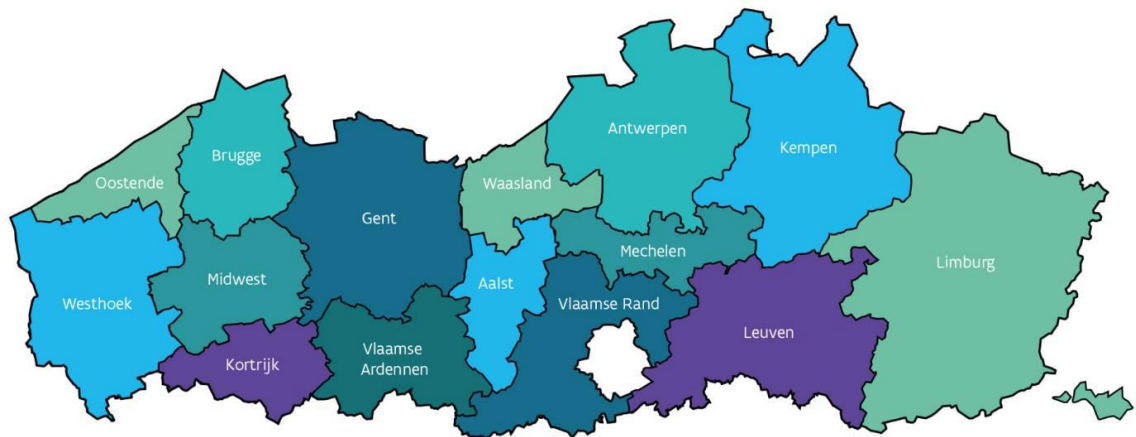 Antwerpen
Kempen
Brugge
Oostende
Waasland
Gent
Mechelen
Limburg
Midwest
Aalst
Westhoek
Vlaamse Rand
Leuven
Kortrijk
Vlaamse
Ardennen